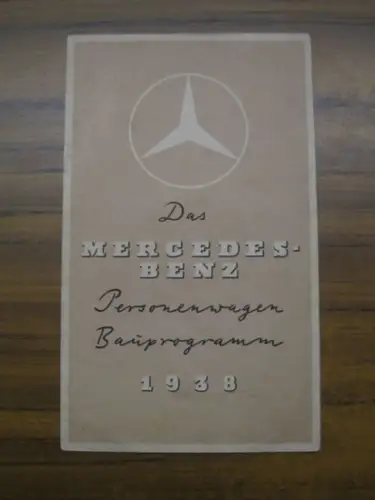 Das
MERCEDES-
BENZ
Personenwagen
Bauprogramm
1938